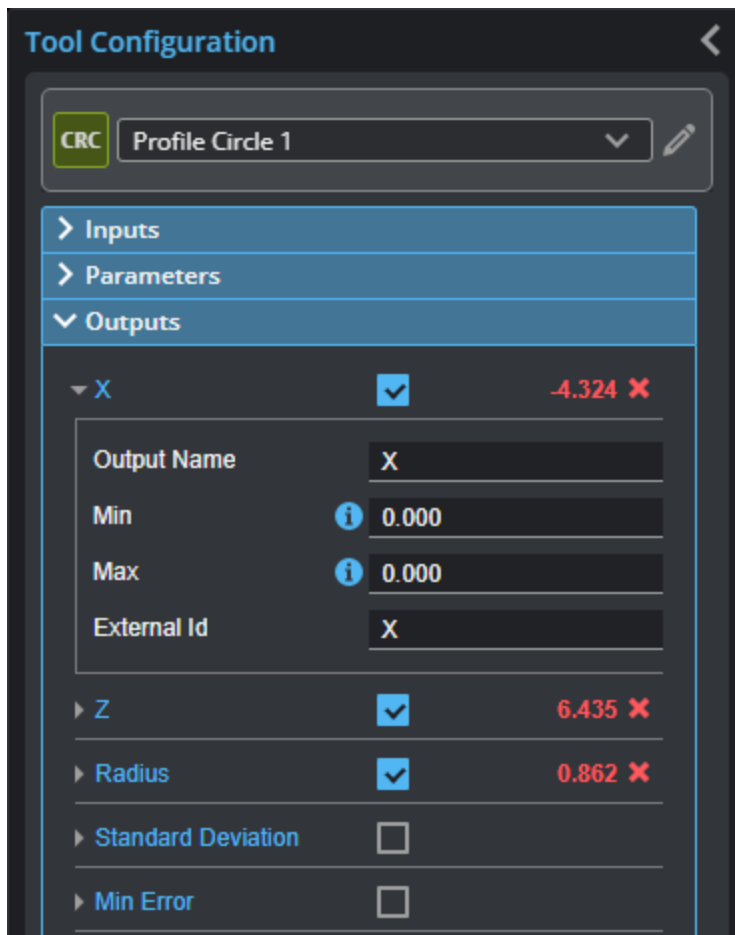 Tool Configuration
CRC Profile Circle 1
Inputs
Parameters
Outputs
X -4.324
Output Name X
Min 0.000
Max 0.000
External Id X
Z 6.435
Radius 0.862
Standard Deviation
Min Error